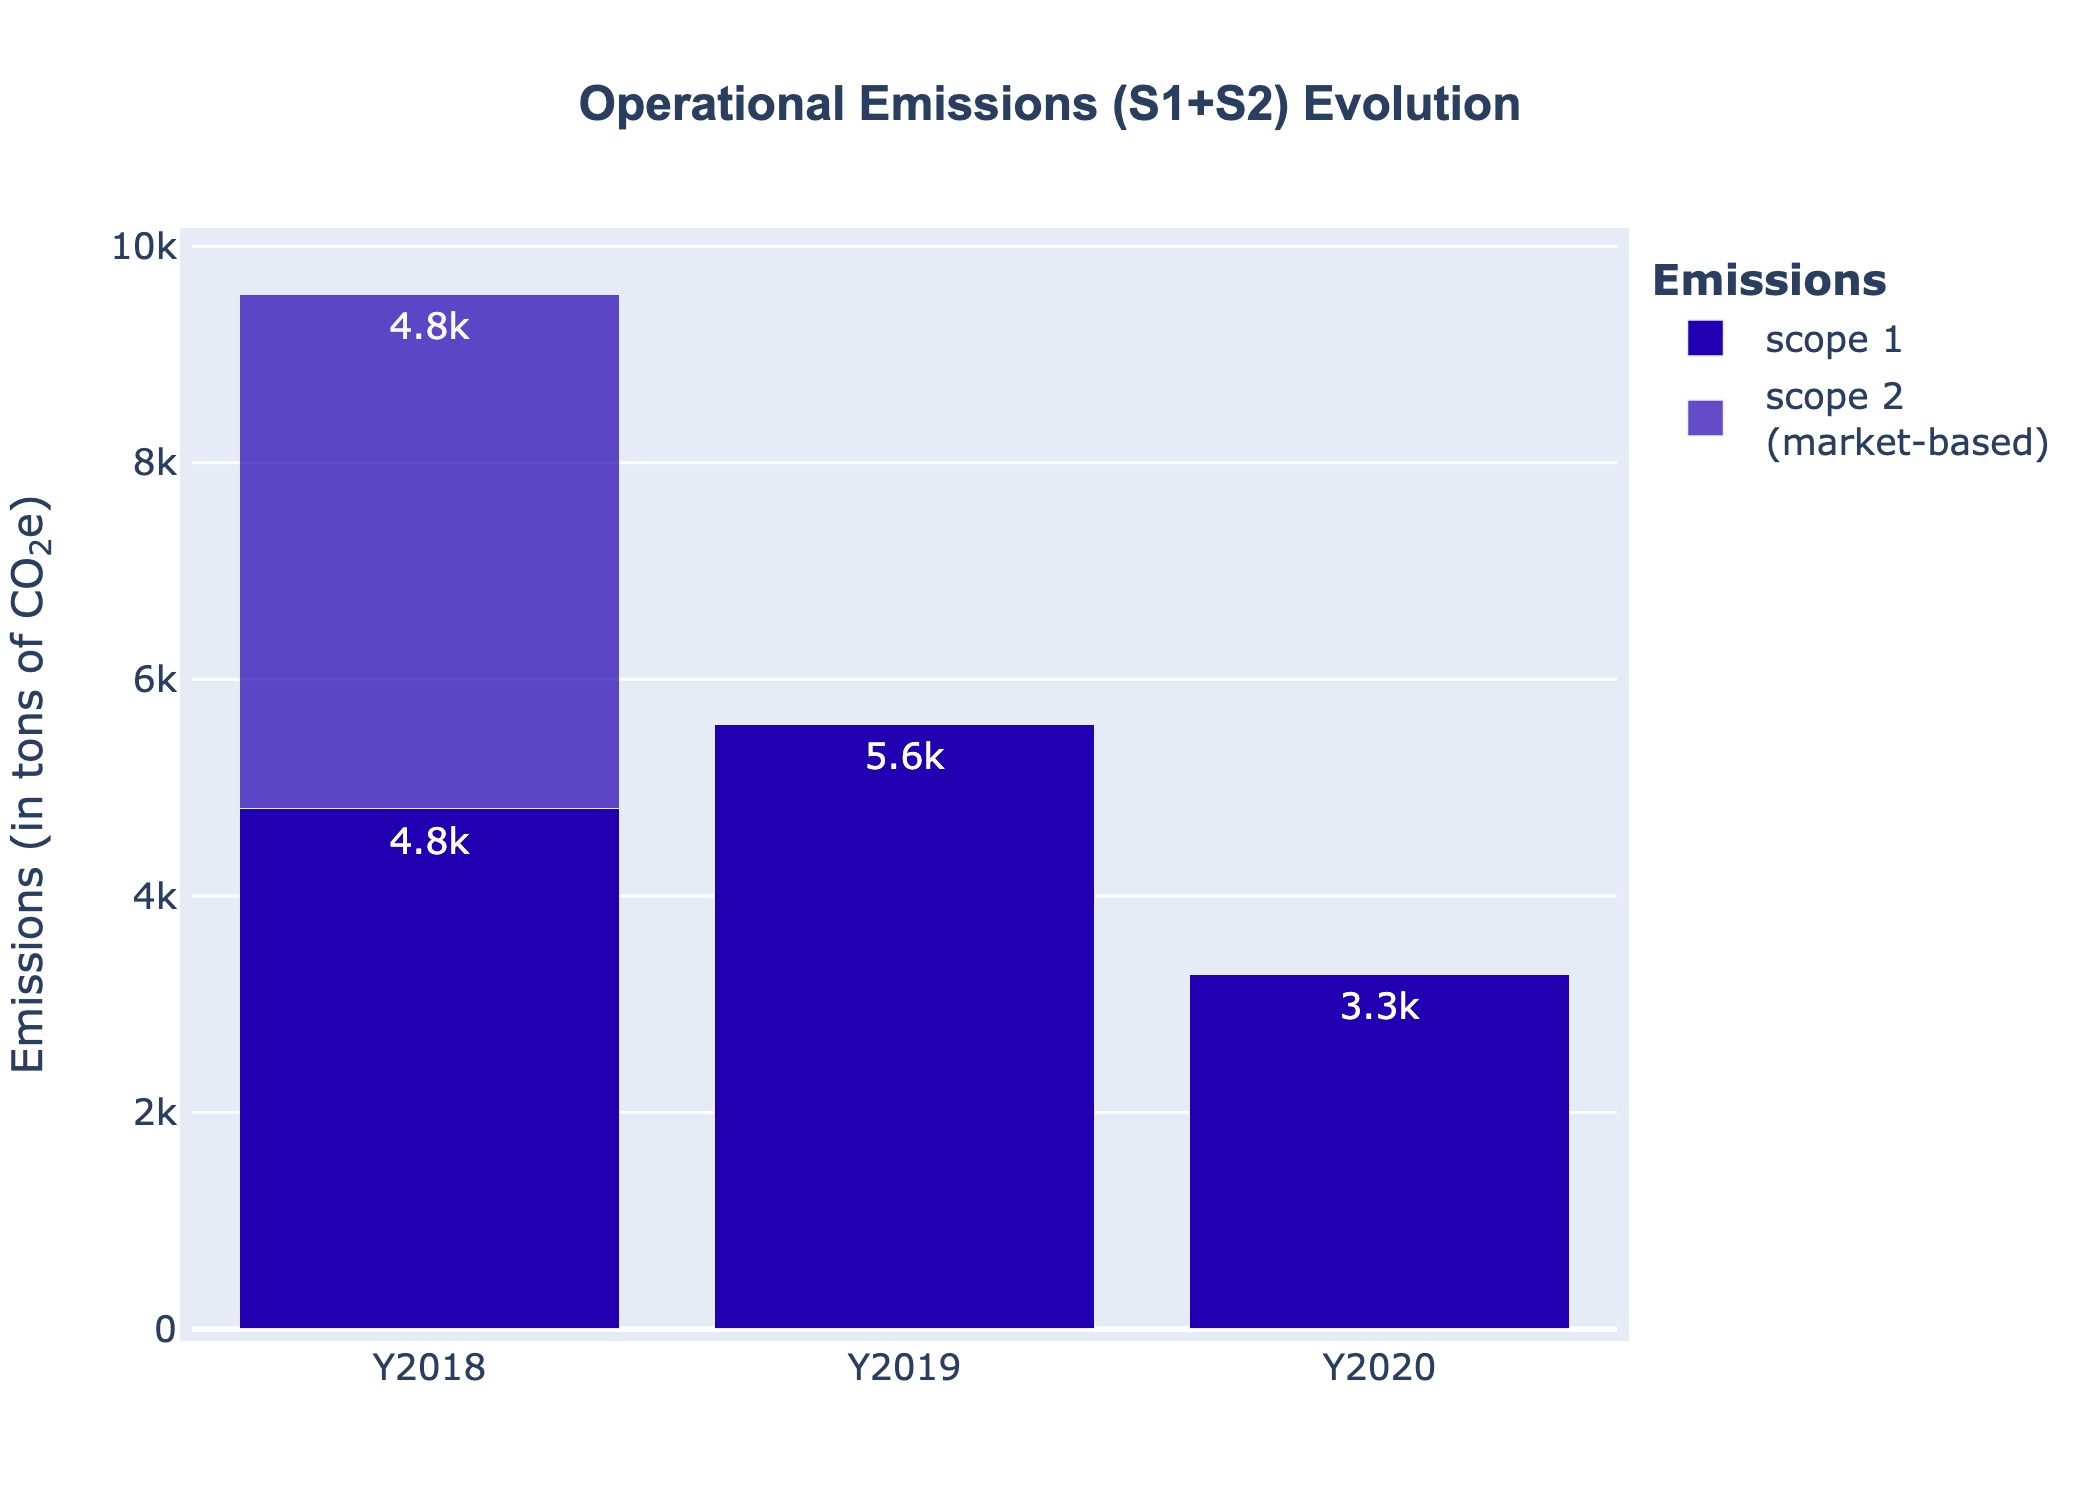 Operational Emissions (S1+S2) Evolution
Emissions (in tons of CO₂e)
10k
8k
6k
4k
2k
0
4.8k
4.8k
5.6k
3.3k
Y2018
Y2019
Y2020
Emissions
scope 1
scope 2
(market-based)